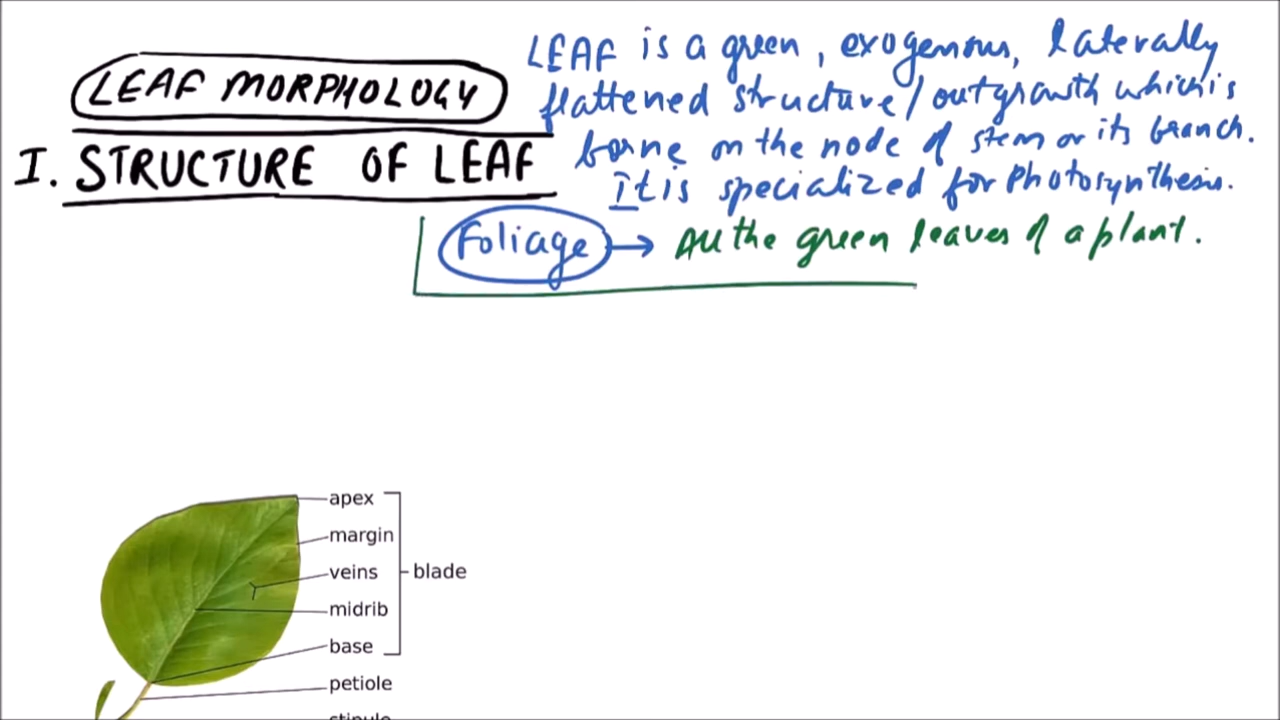 LEAF MORPHOLOGY
I. STRUCTURE OF LEAF
LEAF is a green, exogenous, laterally
flattened structure/outgrowth which is
borne on the node of stem or its branch.
It is specialized for Photosynthesis.
Foliage → All the green leaves of a plant.
apex
margin
veins
blade
midrib
base
petiole
stipule